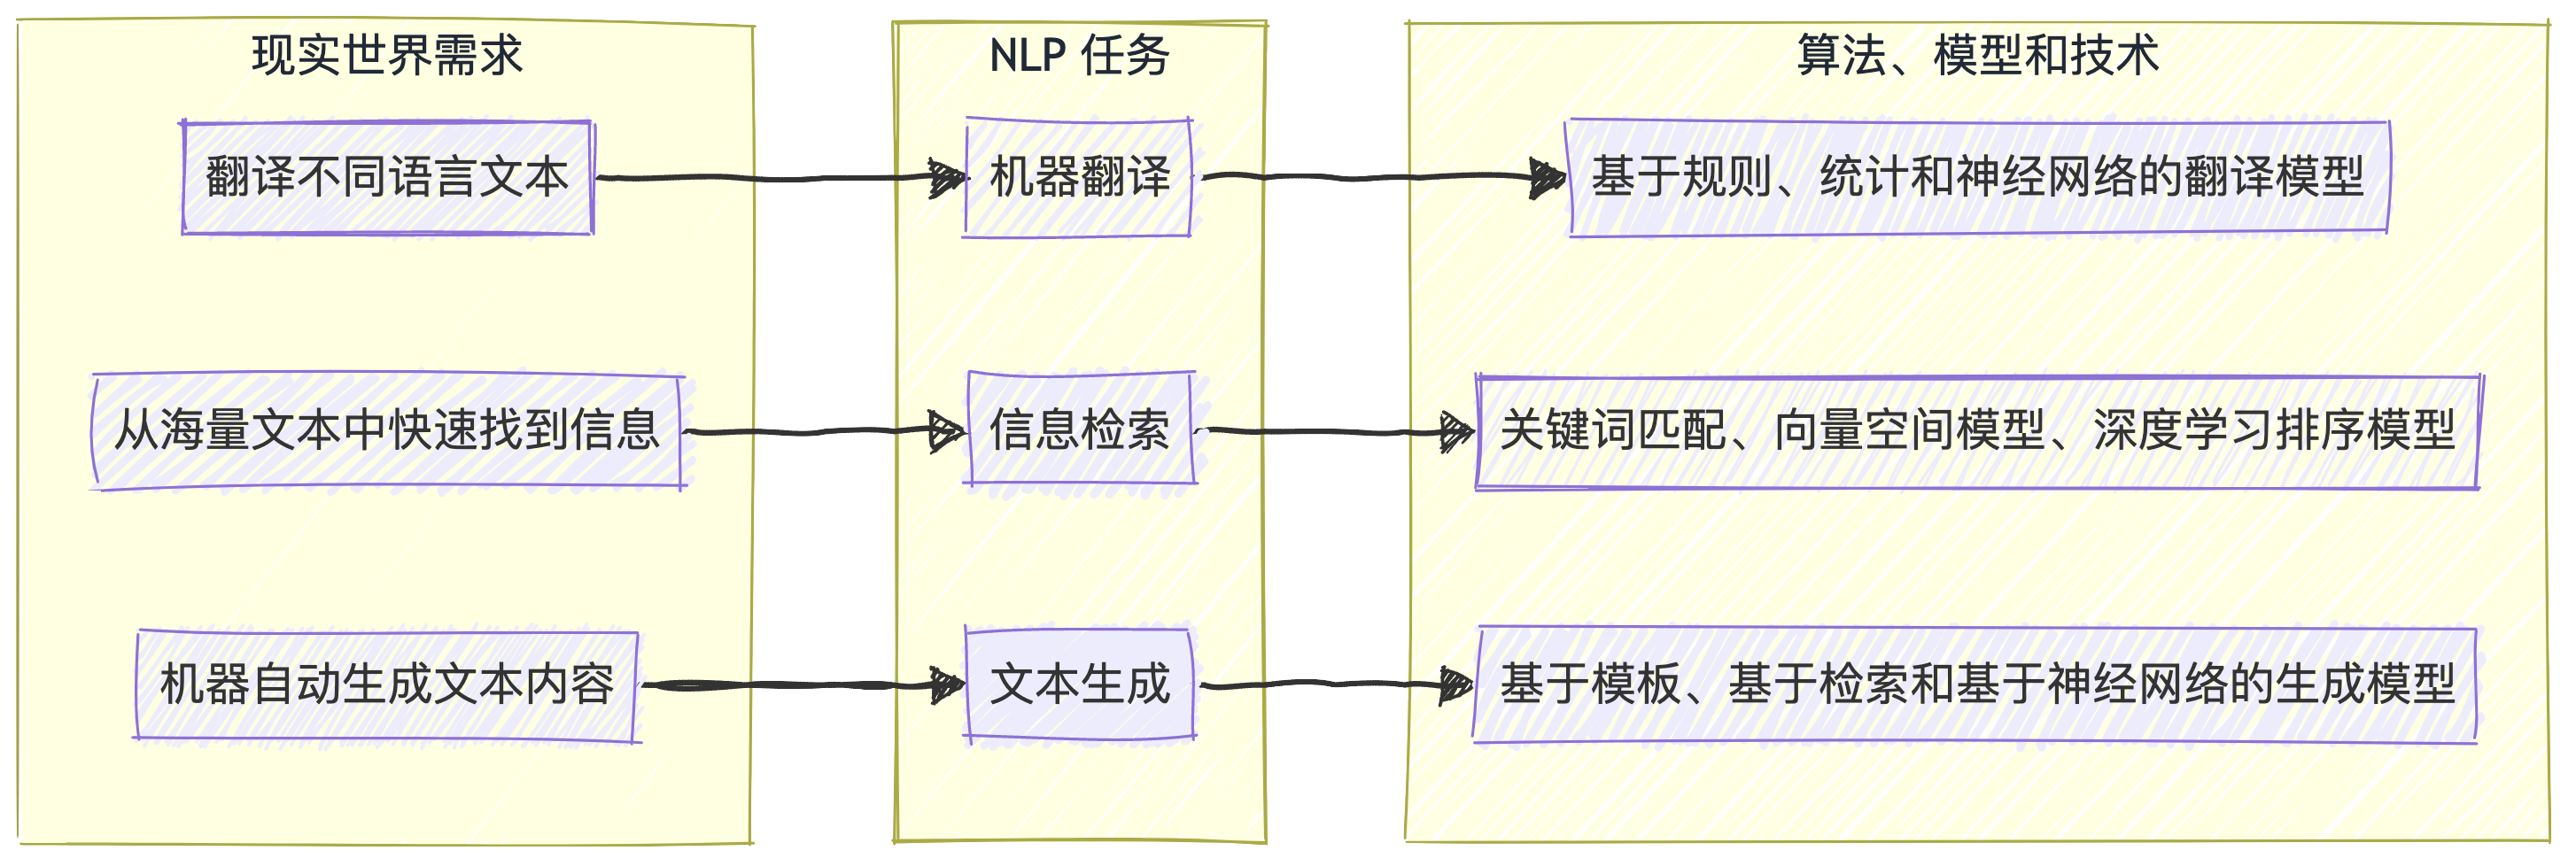 现实世界需求
NLP 任务
算法、模型和技术
翻译不同语言文本
机器翻译
基于规则、统计和神经网络的翻译模型
从海量文本中快速找到信息
信息检索
关键词匹配、向量空间模型、深度学习排序模型
机器自动生成文本内容
文本生成
基于模板、基于检索和基于神经网络的生成模型